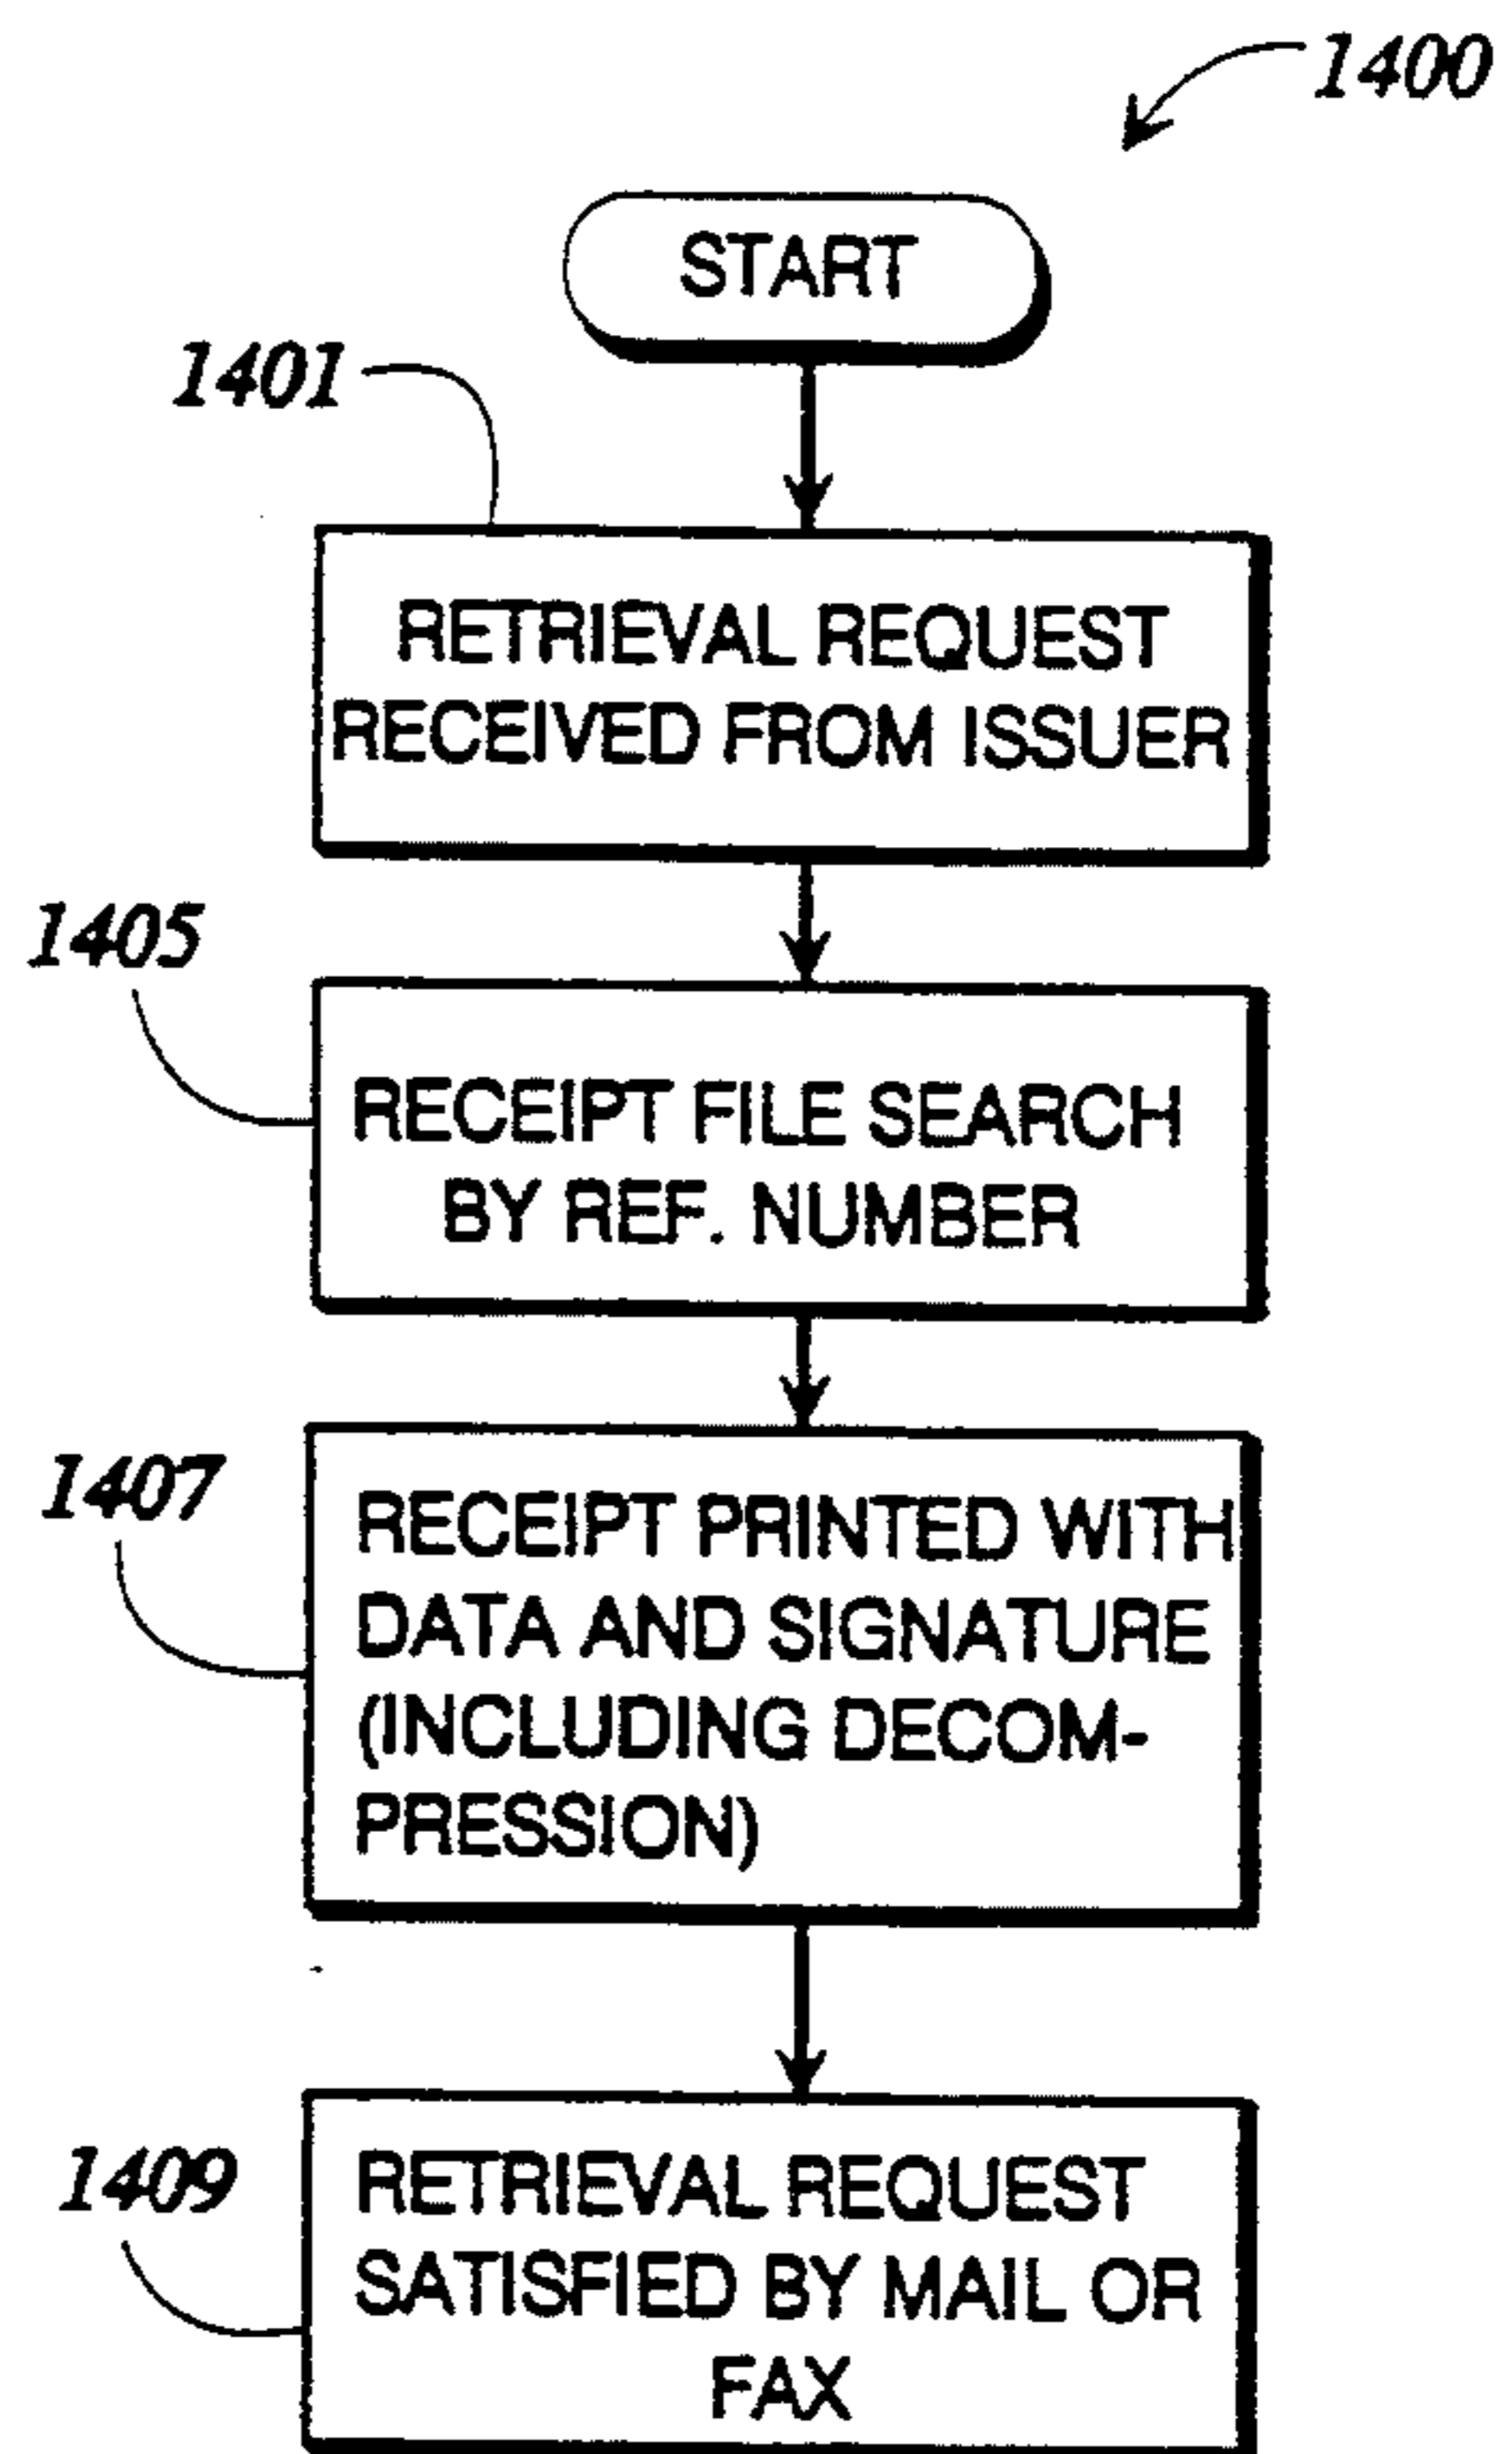 1400
START
1401
RETRIEVAL REQUEST
RECEIVED FROM ISSUER
1405
RECEIPT FILE SEARCH
BY REF. NUMBER
1407
RECEIPT PRINTED WITH
DATA AND SIGNATURE
(INCLUDING DECOM-
PRESSION)
1409
RETRIEVAL REQUEST
SATISFIED BY MAIL OR
FAX